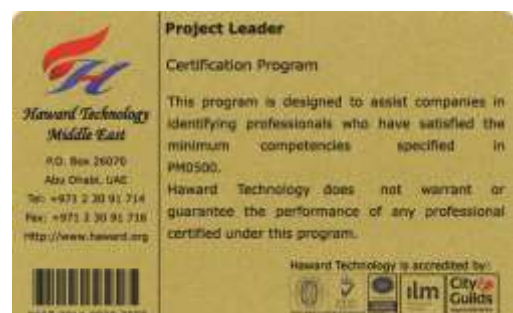 Haward Technology
Middle East
P.O. Box 26070
Abu Dhabi, UAE
Tel: +971 2 30 91 714
Fax: +971 2 30 91 716
http://www.haward.org
Project Leader
Certification Program
This program is designed to assist companies in
identifying professionals who have satisfied the
minimum competencies specified in
PM0500.
Haward Technology does not warrant or
guarantee the performance of any professional
certified under this program.
Haward Technology is accredited by:
ilm
City &
Guilds